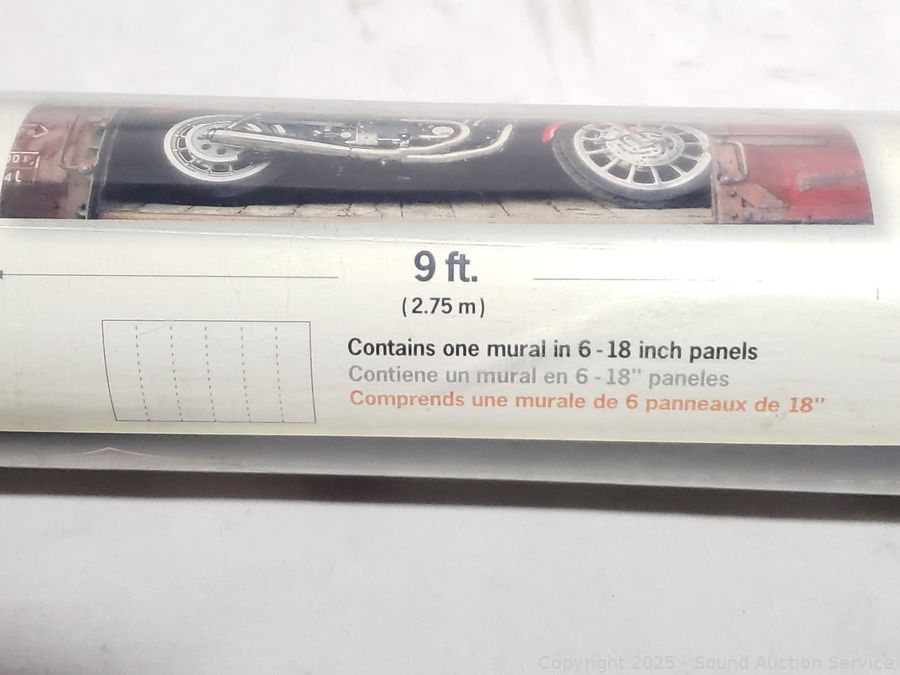 9 ft.
(2.75 m)
Contains one mural in 6-18 inch panels
Contiene un mural en 6-18" paneles
Comprends une murale de 6 panneaux de 18"
Copyright 2025 - Sound Auction Service